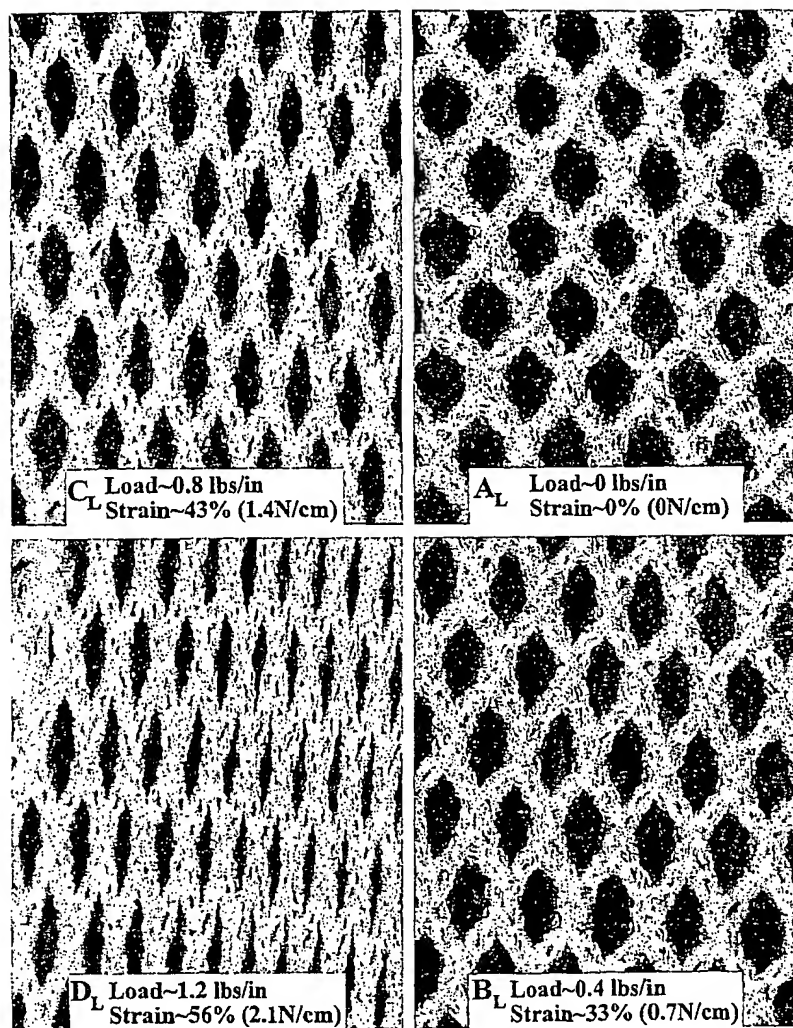 C_L Load~0.8 lbs/in
Strain~43% (1.4N/cm)
A_L Load~0 lbs/in
Strain~0% (0N/cm)
D_L Load~1.2 lbs/in
Strain~56% (2.1N/cm)
B_L Load~0.4 lbs/in
Strain~33% (0.7N/cm)